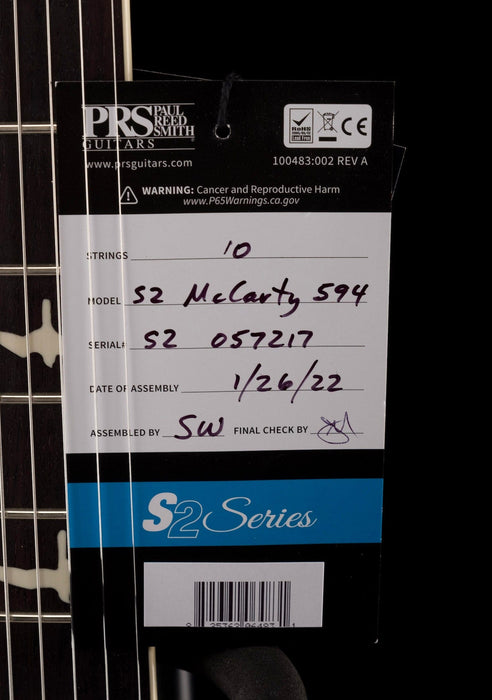 PRS PAUL REED SMITH
GUITARS
www.prsguitars.com
RoHS
CE
100483:002 REV A
WARNING: Cancer and Reproductive Harm
www.P65Warnings.ca.gov
STRINGS 10
MODEL S2 McCarty 594
SERIAL# S2 057217
DATE OF ASSEMBLY 1/26/22
ASSEMBLED BY SW FINAL CHECK BY
S2 Series